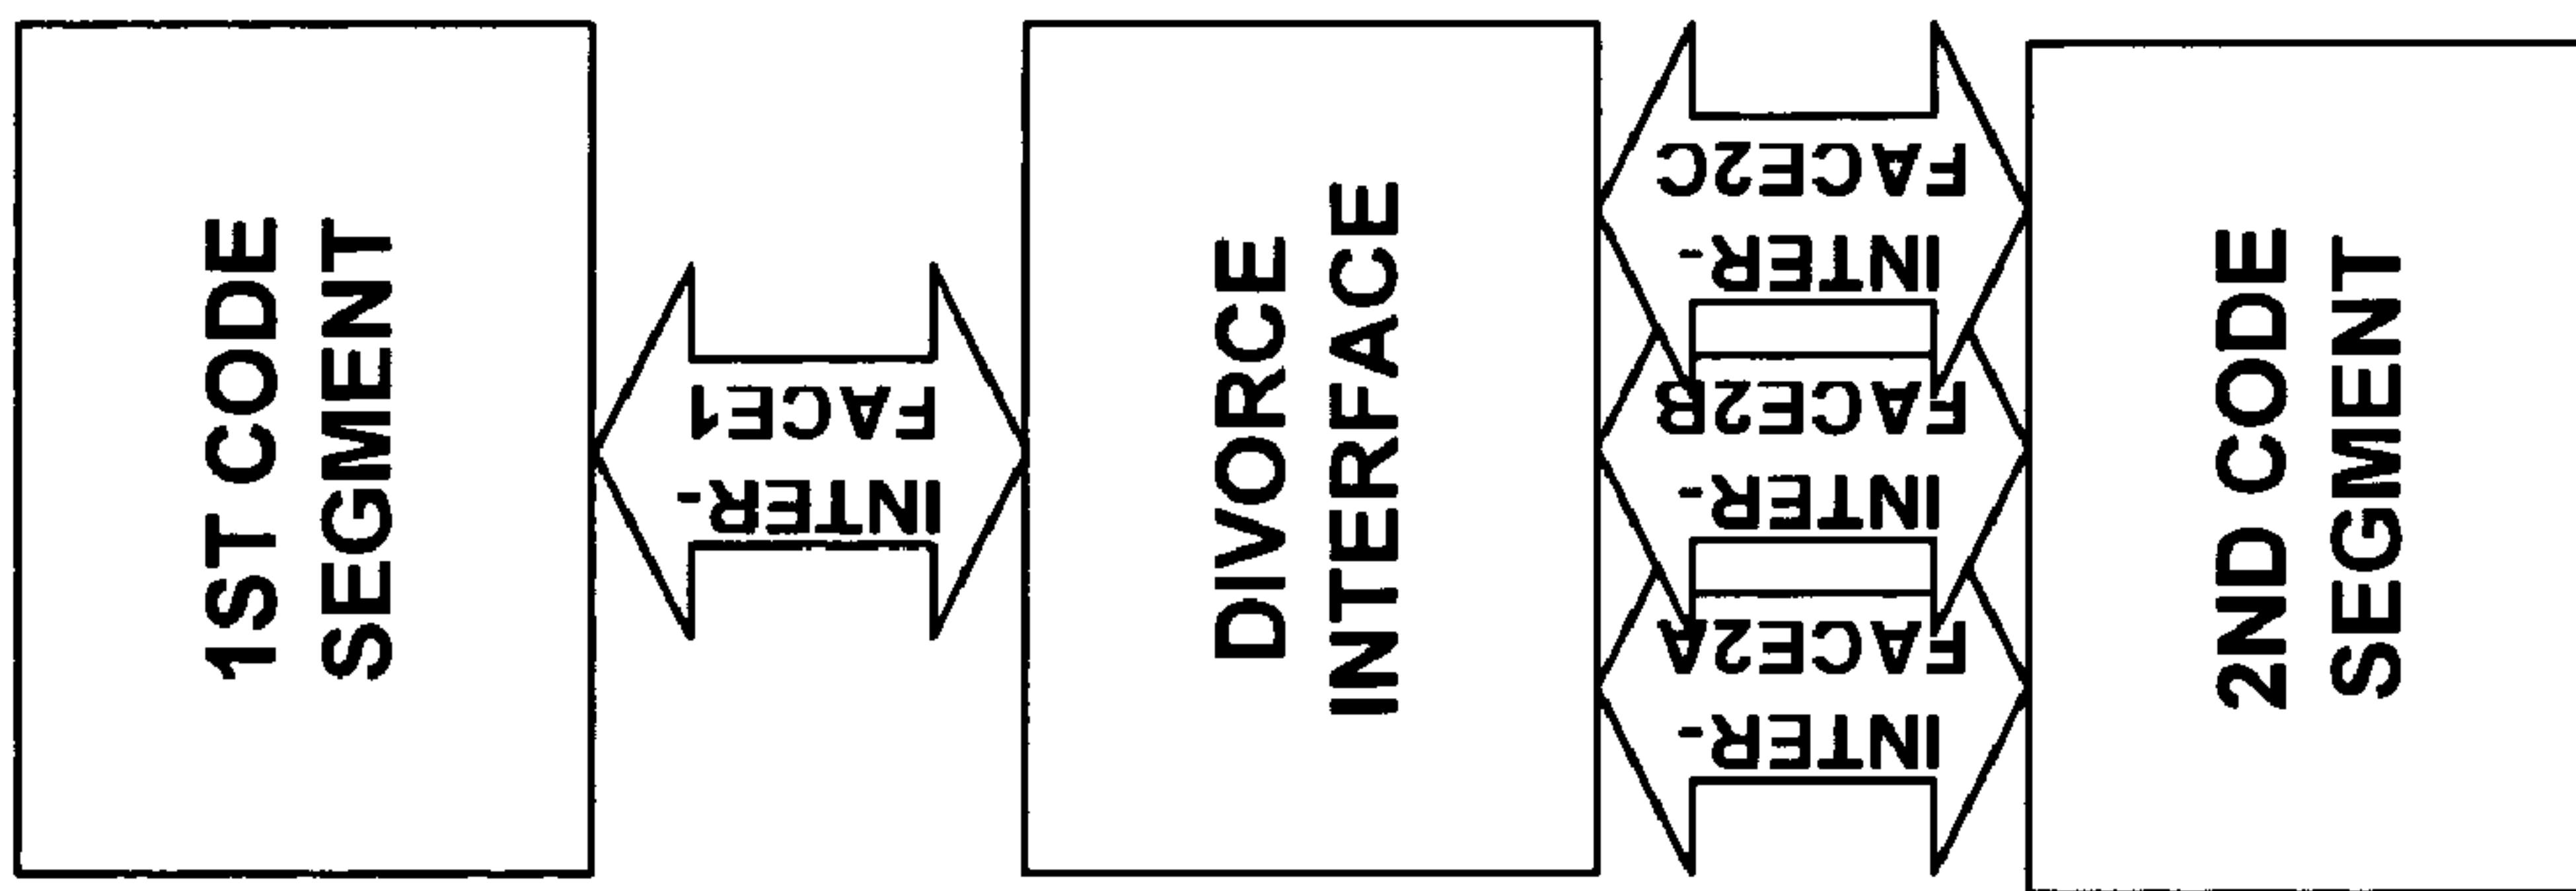 1ST CODE
SEGMENT
INTER-
FACE1
DIVORCE
INTERFACE
INTER-
FACE2A
INTER-
FACE2B
INTER-
FACE2C
2ND CODE
SEGMENT